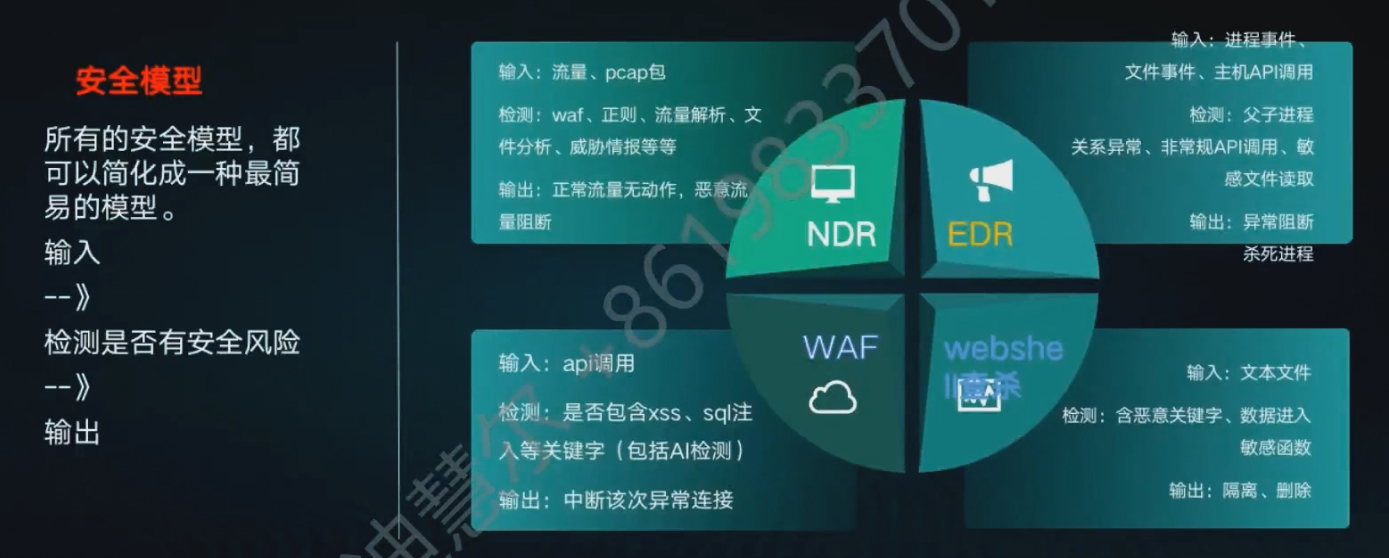 安全模型
所有的安全模型，都
可以简化成一种最简
易的模型。
输入
--》
检测是否有安全风险
--》
输出
输入：流量、pcap包
检测：waf、正则、流量解析、文
件分析、威胁情报等等
输出：正常流量无动作，恶意流
量阻断
NDR
输入：进程事件、
文件事件、主机API调用
检测：父子进程
关系异常、非常规API调用、敏
感文件读取
输出：异常阻断
杀死进程
EDR
输入：api调用
检测：是否包含xss、sql注
入等关键字（包括AI检测）
输出：中断该次异常连接
WAF
webshe
ll查杀
输入：文本文件
检测：含恶意关键字、数据进入
敏感函数
输出：隔离、删除
迪慧尔 +8619833701